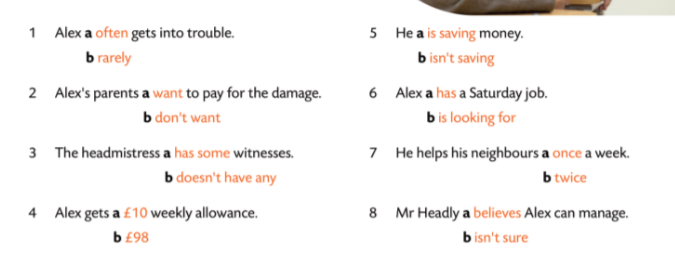 1 Alex a often gets into trouble.
b rarely
2 Alex's parents a want to pay for the damage.
b don't want
3 The headmistress a has some witnesses.
b doesn't have any
4 Alex gets a £10 weekly allowance.
b £98
5 He a is saving money.
b isn't saving
6 Alex a has a Saturday job.
b is looking for
7 He helps his neighbours a once a week.
b twice
8 Mr Headly a believes Alex can manage.
b isn't sure